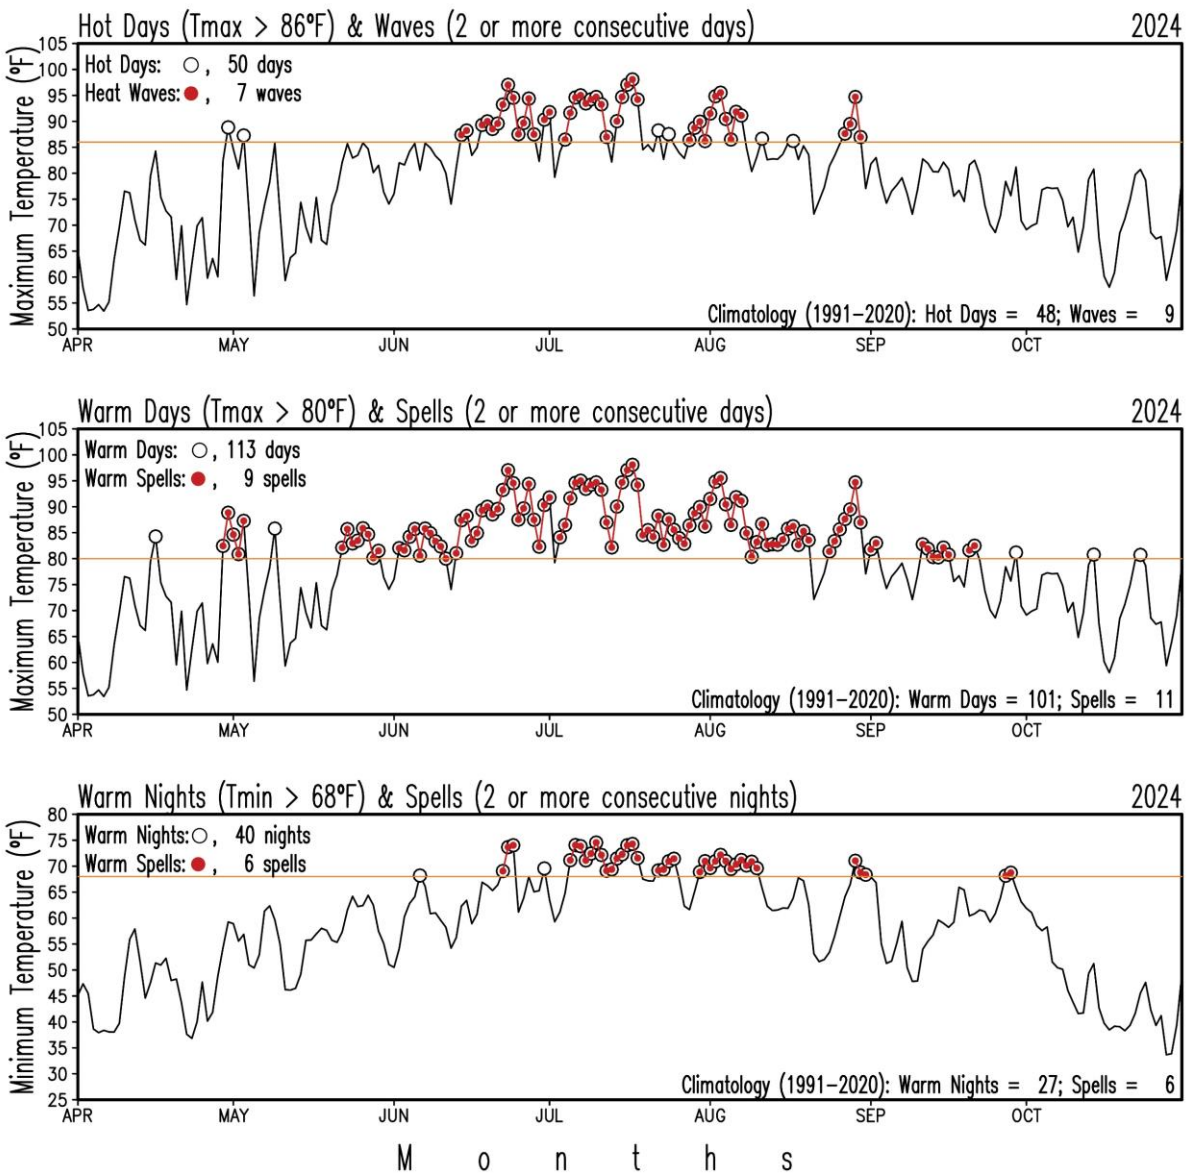 Hot Days (Tmax > 86°F) & Waves (2 or more consecutive days) 2024
Maximum Temperature (°F)
105
100
95
90
85
80
75
70
65
60
55
50
Hot Days: , 50 days
Heat Waves: , 7 waves
Climatology (1991-2020): Hot Days = 48; Waves = 9
APR MAY JUN JUL AUG SEP OCT
Warm Days (Tmax > 80°F) & Spells (2 or more consecutive days) 2024
Maximum Temperature (°F)
105
100
95
90
85
80
75
70
65
60
55
50
Warm Days: , 113 days
Warm Spells: , 9 spells
Climatology (1991-2020): Warm Days = 101; Spells = 11
APR MAY JUN JUL AUG SEP OCT
Warm Nights (Tmin > 68°F) & Spells (2 or more consecutive nights) 2024
Minimum Temperature (°F)
80
75
70
65
60
55
50
45
40
35
30
25
Warm Nights: , 40 nights
Warm Spells: , 6 spells
Climatology (1991-2020): Warm Nights = 27; Spells = 6
APR MAY JUN JUL AUG SEP OCT
Months